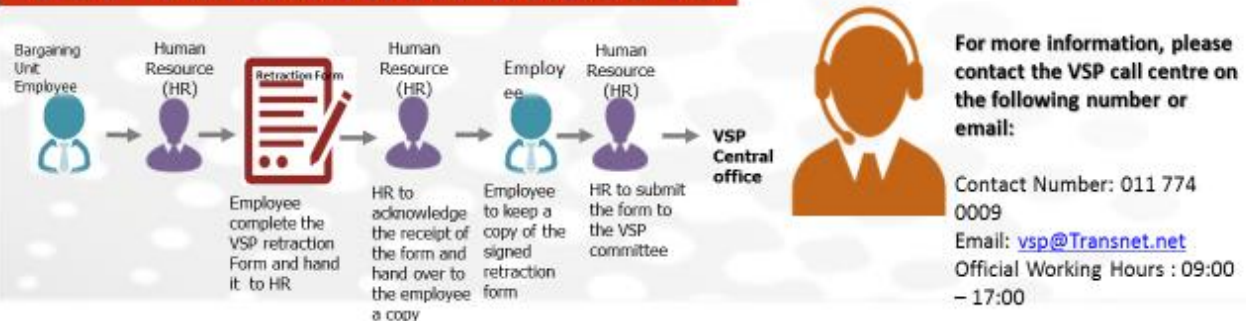 Bargaining
Unit
Employee
Human
Resource
(HR)
Retraction Form
Employee
complete the
VSP retraction
Form and hand
it to HR
Human
Resource
(HR)
HR to
acknowledge
the receipt of
the form and
hand over to
the employee
a copy
Employ
ee
Employee
to keep a
copy of the
signed
retraction
form
Human
Resource
(HR)
HR to submit
the form to
the VSP
committee
VSP
Central
office
For more information, please
contact the VSP call centre on
the following number or
email:
Contact Number: 011 774
0009
Email: vsp@Transnet.net
Official Working Hours : 09:00
– 17:00